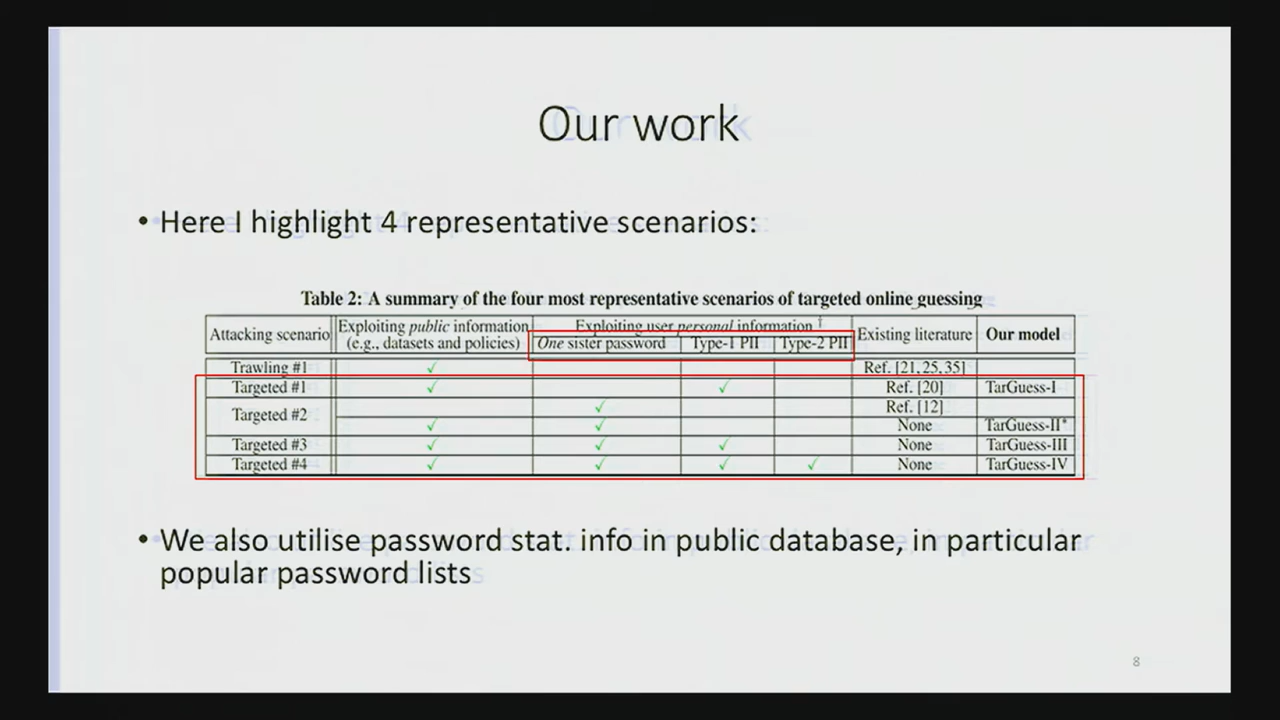 Our work
• Here I highlight 4 representative scenarios:
Table 2: A summary of the four most representative scenarios of targeted online guessing
Attacking scenario Exploiting public information (e.g., datasets and policies) Exploiting user personal information † Existing literature Our model
One sister password Type-1 PII Type-2 PII
Trawling #1 ✓ Ref. [21,25,35]
Targeted #1 ✓ ✓ Ref. [20] TarGuess-I
Targeted #2 ✓ Ref. [12]
✓ ✓ None TarGuess-II*
Targeted #3 ✓ ✓ ✓ None TarGuess-III
Targeted #4 ✓ ✓ ✓ ✓ None TarGuess-IV
• We also utilise password stat. info in public database, in particular
popular password lists
8